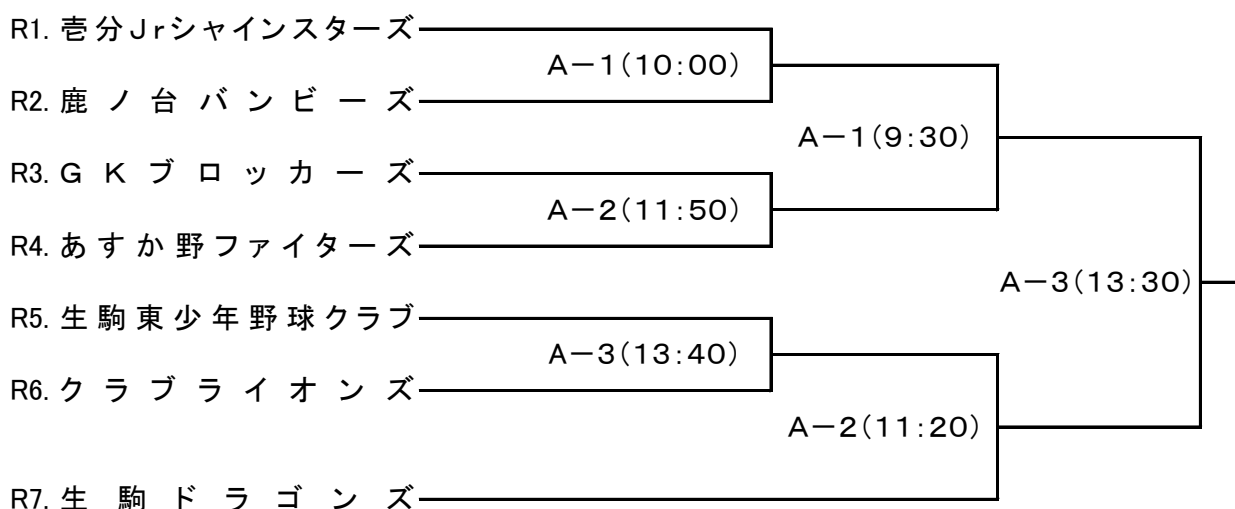 R1. 壱分Jrシャインスターズ
A－1(10:00)
R2. 鹿ノ台バンビーズ
A－1(9:30)
R3. GKブロッカーズ
A－2(11:50)
R4. あすか野ファイターズ
A－3(13:30)
R5. 生駒東少年野球クラブ
A－3(13:40)
R6. クラブライオンズ
A－2(11:20)
R7. 生駒ドラゴンズ